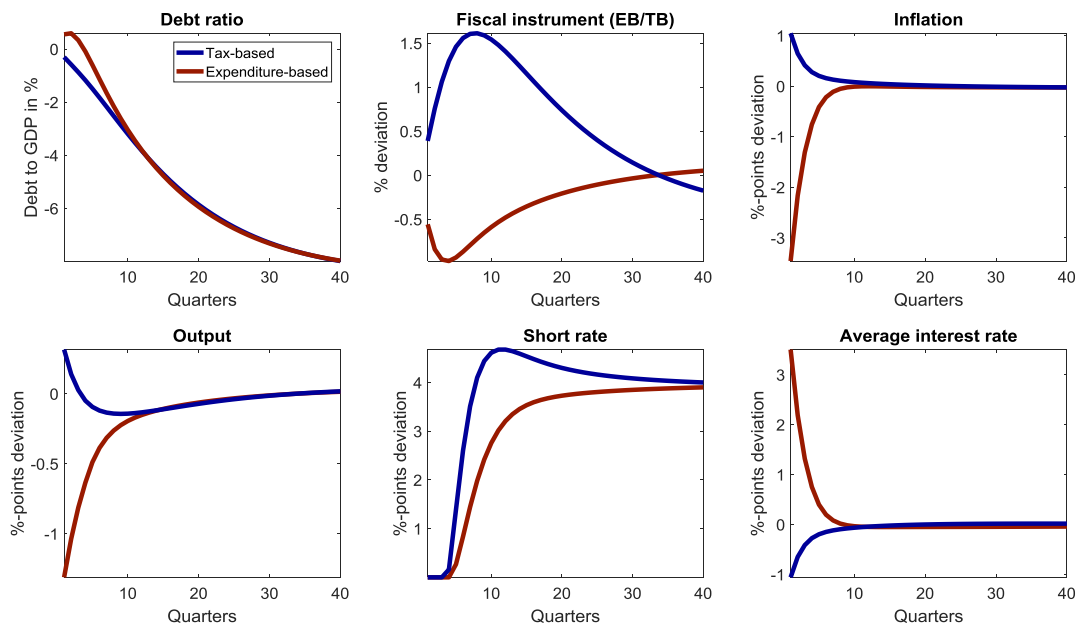 Debt ratio
Debt to GDP in %
0
-2
-4
-6
Tax-based
Expenditure-based
10
20
30
40
Quarters
Fiscal instrument (EB/TB)
% deviation
1.5
1
0.5
0
-0.5
10
20
30
40
Quarters
Inflation
%-points deviation
1
0
-1
-2
-3
10
20
30
40
Quarters
Output
%-points deviation
0
-0.5
-1
10
20
30
40
Quarters
Short rate
%-points deviation
4
3
2
1
10
20
30
40
Quarters
Average interest rate
%-points deviation
3
2
1
0
-1
10
20
30
40
Quarters